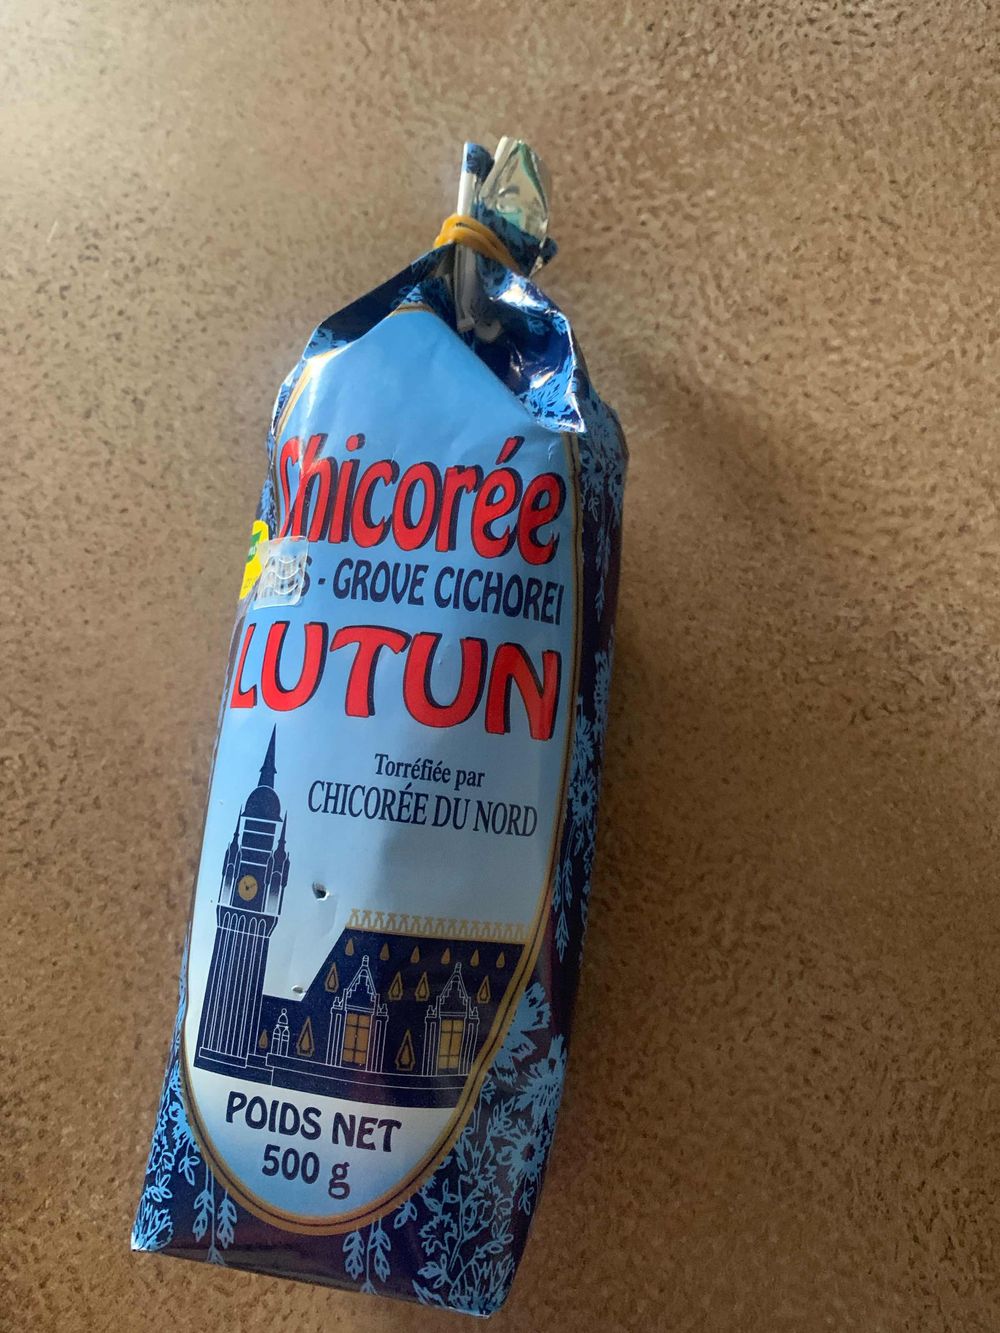 Chicorée
- GROVE CICHOREI
LUTUN
Torréfiée par
CHICORÉE DU NORD
POIDS NET
500 g